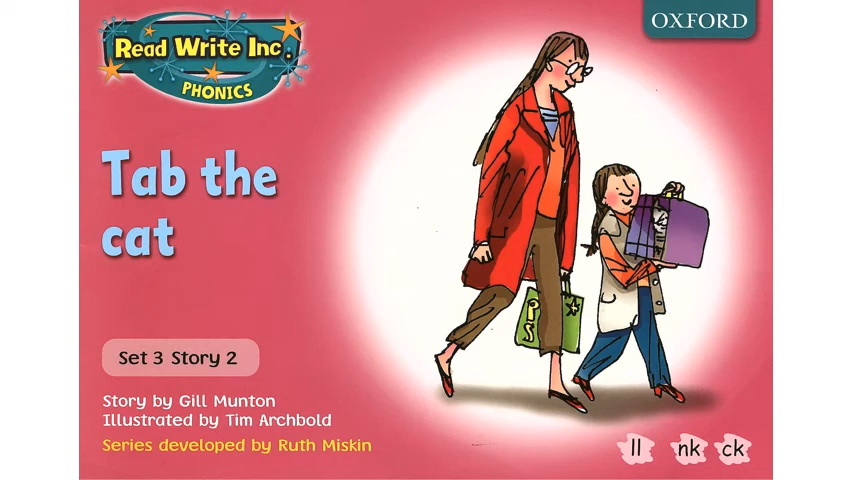 Read Write Inc.
PHONICS
OXFORD
Tab the
cat
PS
Set 3 Story 2
Story by Gill Munton
Illustrated by Tim Archbold
Series developed by Ruth Miskin
ll nk ck